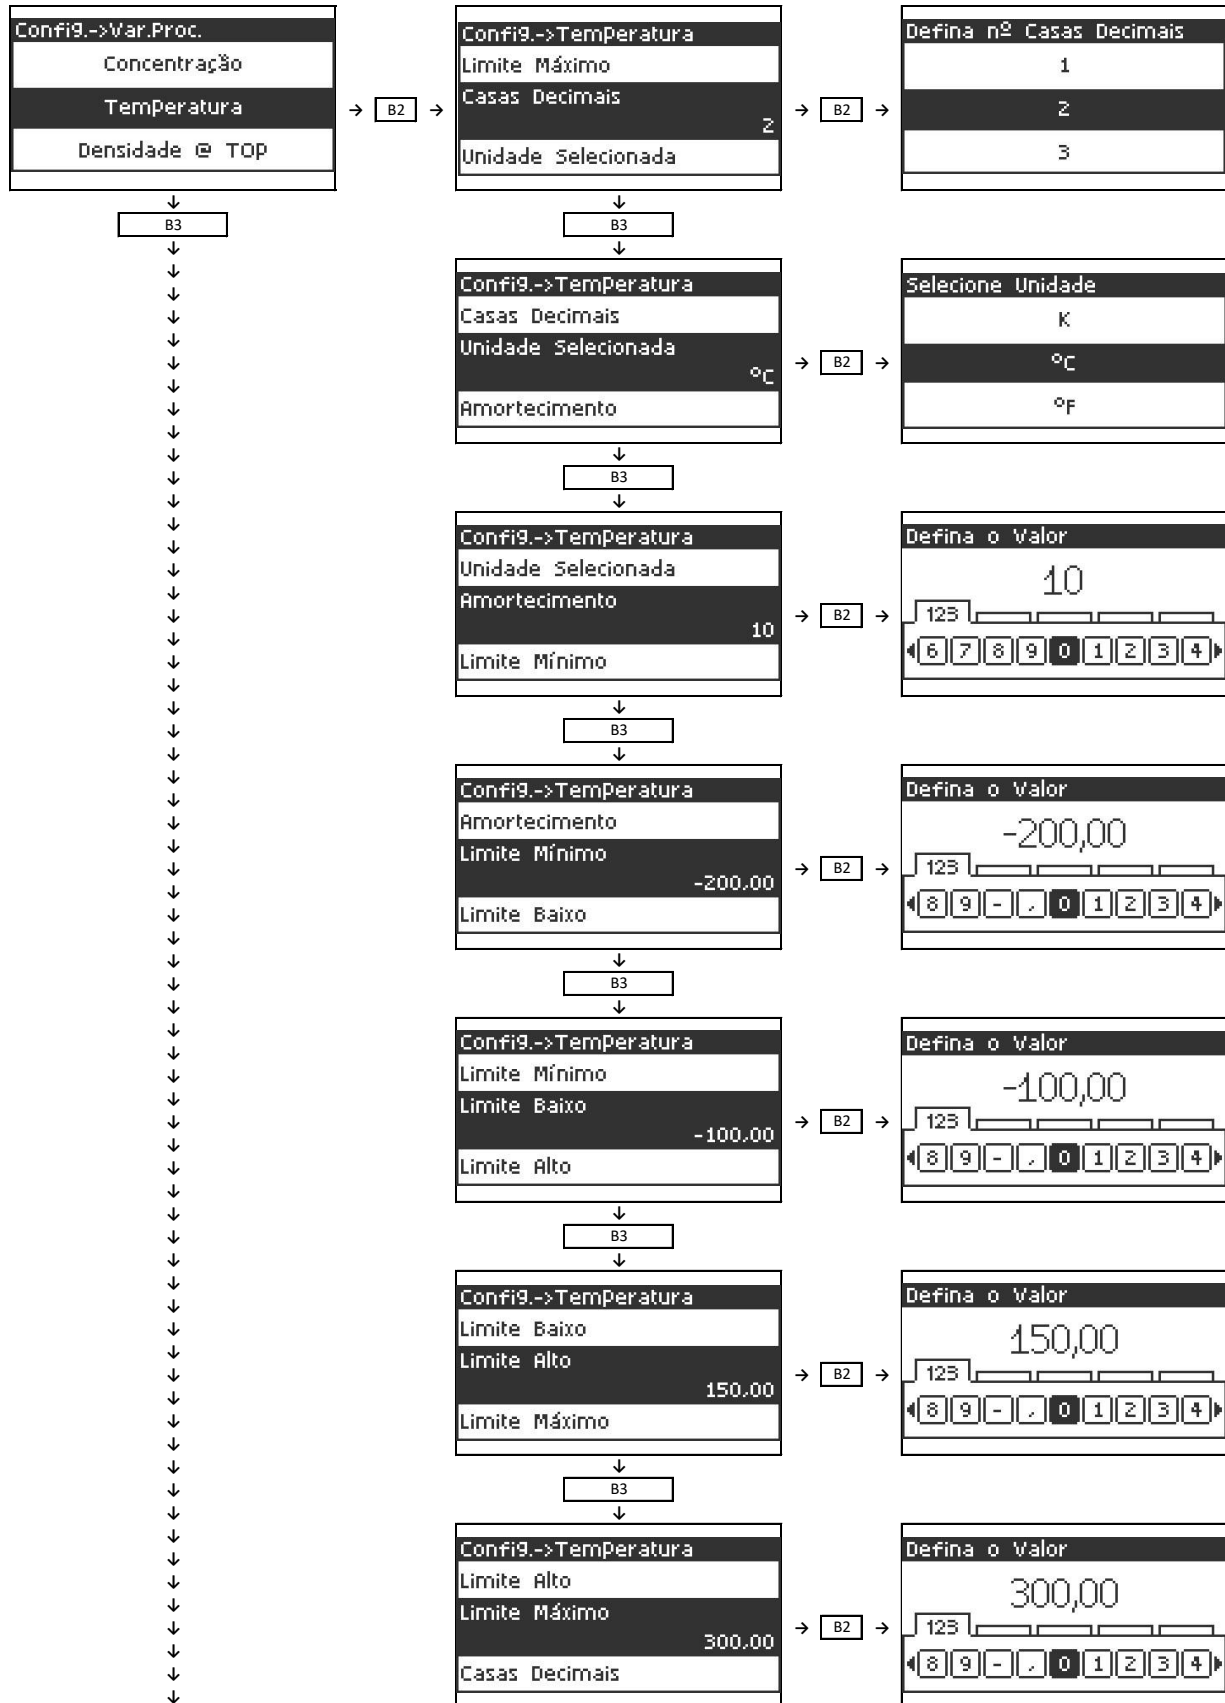 Config.->Var.Proc.
Concentração
Temperatura
Densidade @ TOP
→ B2 →
Config.->Temperatura
Limite Máximo
Casas Decimais
2
Unidade Selecionada
→ B2 →
Defina nº Casas Decimais
1
2
3
↓
B3
↓
↓
B3
↓
Config.->Temperatura
Casas Decimais
Unidade Selecionada
ºC
Amortecimento
→ B2 →
Selecione Unidade
K
ºC
ºF
↓
B3
↓
Config.->Temperatura
Unidade Selecionada
Amortecimento
10
Limite Mínimo
→ B2 →
Defina o Valor
10
123
6 7 8 9 0 1 2 3 4
↓
B3
↓
Config.->Temperatura
Amortecimento
Limite Mínimo
-200,00
Limite Baixo
→ B2 →
Defina o Valor
-200,00
123
8 9 - , 0 1 2 3 4
↓
B3
↓
Config.->Temperatura
Limite Mínimo
Limite Baixo
-100,00
Limite Alto
→ B2 →
Defina o Valor
-100,00
123
8 9 - , 0 1 2 3 4
↓
B3
↓
Config.->Temperatura
Limite Baixo
Limite Alto
150,00
Limite Máximo
→ B2 →
Defina o Valor
150,00
123
8 9 - , 0 1 2 3 4
↓
B3
↓
Config.->Temperatura
Limite Alto
Limite Máximo
300,00
Casas Decimais
→ B2 →
Defina o Valor
300,00
123
8 9 - , 0 1 2 3 4